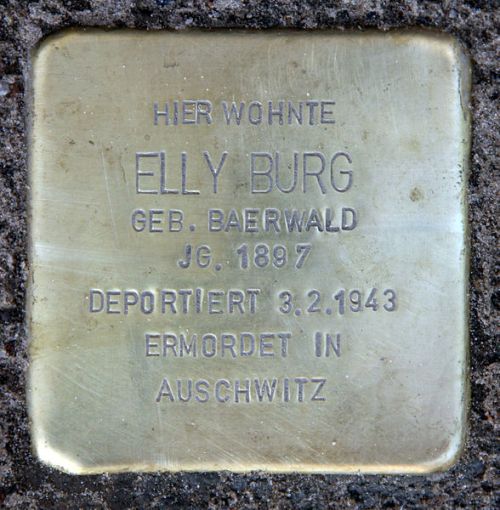 HIER WOHNTE
ELLY BURG
GEB. BAERWALD
JG. 1897
DEPORTIERT 3.2.1943
ERMORDET IN
AUSCHWITZ